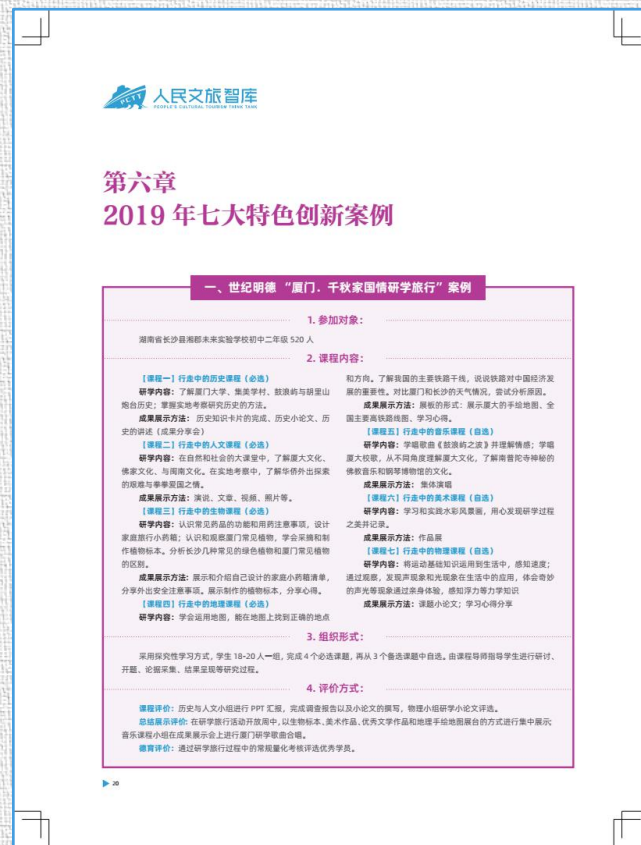 PCTT
人民文旅智库
PEOPLE'S CULTURAL TOURISM THINK TANK
第六章
2019 年七大特色创新案例
一、世纪明德 “厦门．千秋家国情研学旅行” 案例
1. 参加对象：
湖南省长沙县湘郡未来实验学校初中二年级 520 人
2. 课程内容：
【课程一】行走中的历史课程（必选）
研学内容：了解厦门大学、集美学村、鼓浪屿与胡里山
炮台历史；掌握实地考察研究历史的方法。
成果展示方法： 历史知识卡片的完成、历史小论文、历
史的讲述（成果分享会）
【课程二】行走中的人文课程（必选）
研学内容：在自然和社会的大课堂中，了解厦大文化、
佛家文化、与闽南文化。在实地考察中，了解华侨外出探索
的艰难与拳拳爱国之情。
成果展示方法：演说、文章、视频、照片等。
【课程三】行走中的生物课程（必选）
研学内容：认识常见药品的功能和用药注意事项，设计
家庭旅行小药箱；认识和观察厦门常见植物，学会采摘和制
作植物标本。分析长沙几种常见的绿色植物和厦门常见植物
的区别。
成果展示方法：展示和介绍自己设计的家庭小药箱清单，
分享外出安全注意事项。展示制作的植物标本，分享心得。
【课程四】行走中的地理课程（必选）
研学内容：学会运用地图，能在地图上找到正确的地点
和方向。了解我国的主要铁路干线，说说铁路对中国经济发
展的重要性。对比厦门和长沙的天气情况，尝试分析原因。
成果展示方法：展板的形式：展示厦大的手绘地图、全
国主要高铁路线图、学习心得。
【课程五】行走中的音乐课程（自选）
研学内容：学唱歌曲《鼓浪屿之波》并理解情感；学唱
厦大校歌，从不同角度理解厦大文化，了解南普陀寺神秘的
佛教音乐和钢琴博物馆的文化。
成果展示方法： 集体演唱
【课程六】行走中的美术课程（自选）
研学内容：学习和实践水彩风景画，用心发现研学过程
之美并记录。
成果展示方法：作品展
【课程七】行走中的物理课程（自选）
研学内容：将运动基础知识运用到生活中，感知速度；
通过观察，发现声现象和光现象在生活中的应用，体会奇妙
的声光等现象通过亲身体验，感知浮力等力学知识
成果展示方法：课题小论文；学习心得分享
3. 组织形式：
采用探究性学习方式，学生 18-20 人一组，完成 4 个必选课题，再从 3 个备选课题中自选。由课程导师指导学生进行研讨、
开题、论据采集、结果呈现等研究过程。
4. 评价方式：
课程评价：历史与人文小组进行 PPT 汇报，完成调查报告以及小论文的撰写，物理小组研学小论文评选。
总结展示评价：在研学旅行活动开放周中，以生物标本、美术作品、优秀文学作品和地理手绘地图展台的方式进行集中展示；
音乐课程小组在成果展示会上进行厦门研学歌曲合唱。
德育评价：通过研学旅行过程中的常规量化考核评选优秀学员。
20